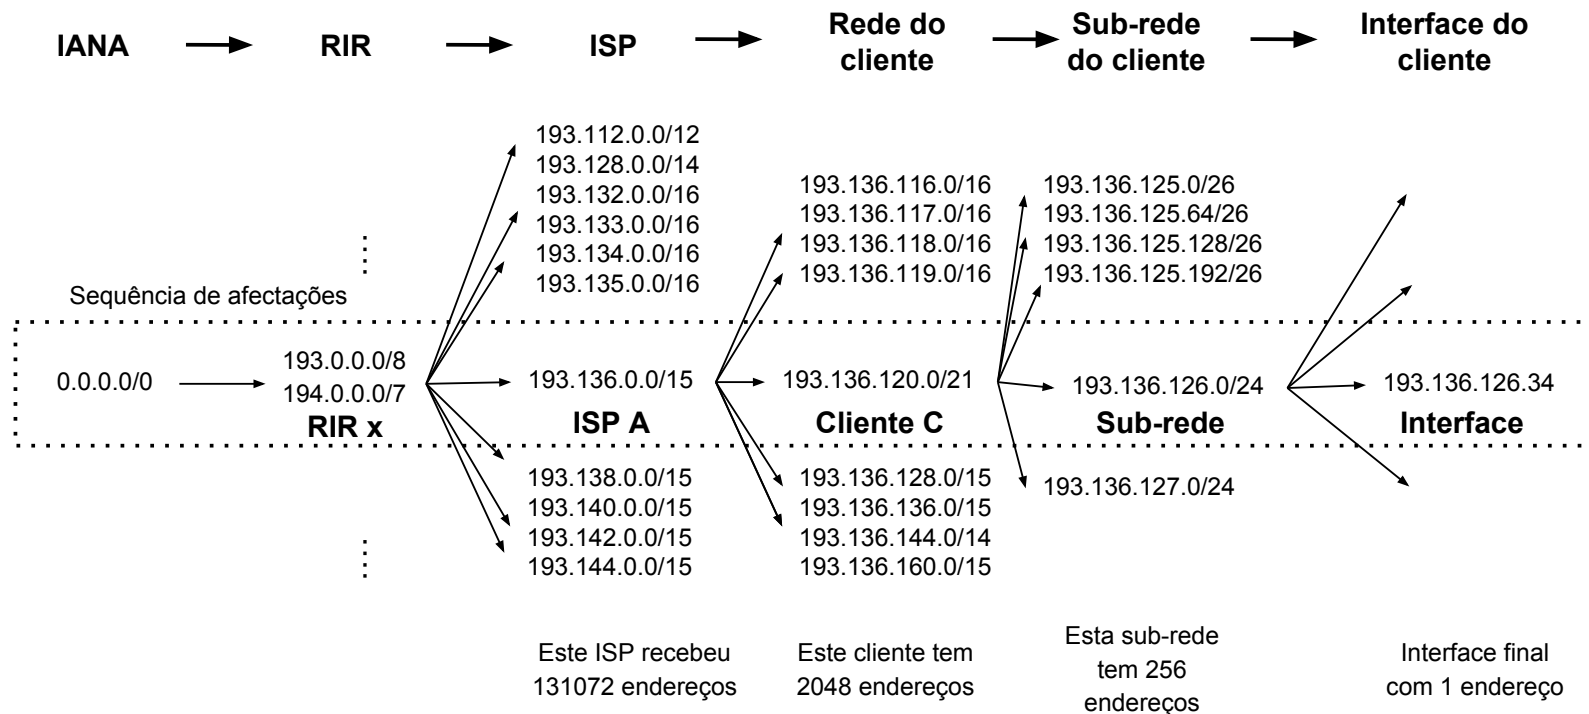 IANA
RIR
ISP
Rede do
cliente
Sub-rede
do cliente
Interface do
cliente
193.112.0.0/12
193.128.0.0/14
193.132.0.0/16
193.133.0.0/16
193.134.0.0/16
193.135.0.0/16
193.136.116.0/16
193.136.117.0/16
193.136.118.0/16
193.136.119.0/16
193.136.125.0/26
193.136.125.64/26
193.136.125.128/26
193.136.125.192/26
Sequência de afectações
0.0.0.0/0
193.0.0.0/8
194.0.0.0/7
RIR x
193.136.0.0/15
ISP A
193.136.120.0/21
Cliente C
193.136.126.0/24
Sub-rede
193.136.126.34
Interface
193.138.0.0/15
193.140.0.0/15
193.142.0.0/15
193.144.0.0/15
193.136.128.0/15
193.136.136.0/15
193.136.144.0/14
193.136.160.0/15
193.136.127.0/24
Este ISP recebeu
131072 endereços
Este cliente tem
2048 endereços
Esta sub-rede
tem 256
endereços
Interface final
com 1 endereço